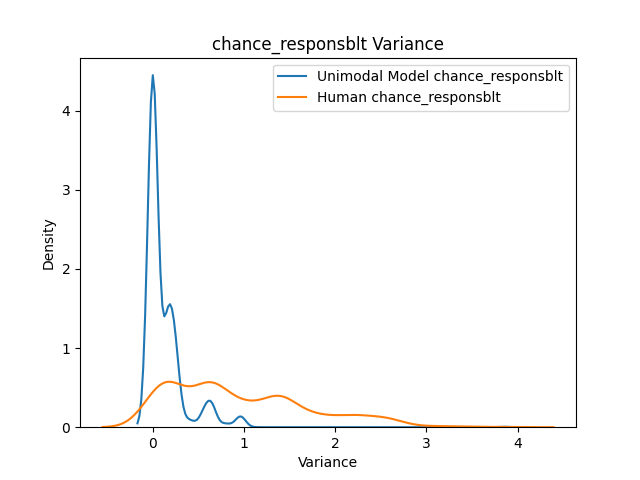 chance_responsblt Variance
Unimodal Model chance_responsblt
Human chance_responsblt
Density
4
3
2
1
0
0 1 2 3 4
Variance